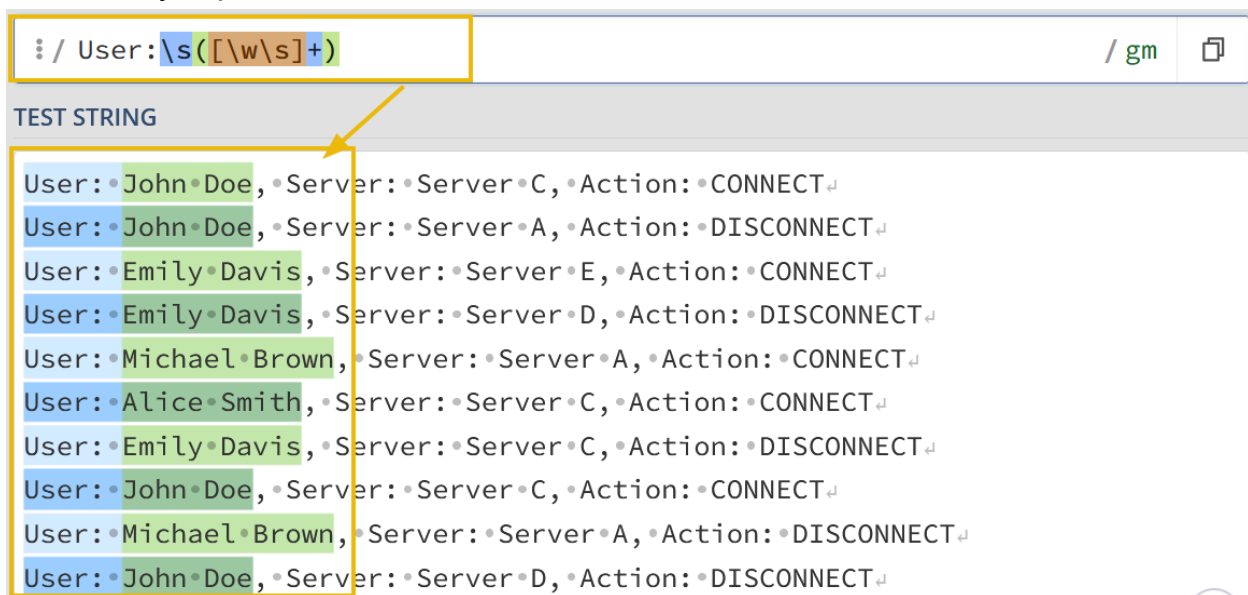 / User:\s([\w\s]+) / gm
TEST STRING
User: John Doe, Server: Server C, Action: CONNECT
User: John Doe, Server: Server A, Action: DISCONNECT
User: Emily Davis, Server: Server E, Action: CONNECT
User: Emily Davis, Server: Server D, Action: DISCONNECT
User: Michael Brown, Server: Server A, Action: CONNECT
User: Alice Smith, Server: Server C, Action: CONNECT
User: Emily Davis, Server: Server C, Action: DISCONNECT
User: John Doe, Server: Server C, Action: CONNECT
User: Michael Brown, Server: Server A, Action: DISCONNECT
User: John Doe, Server: Server D, Action: DISCONNECT